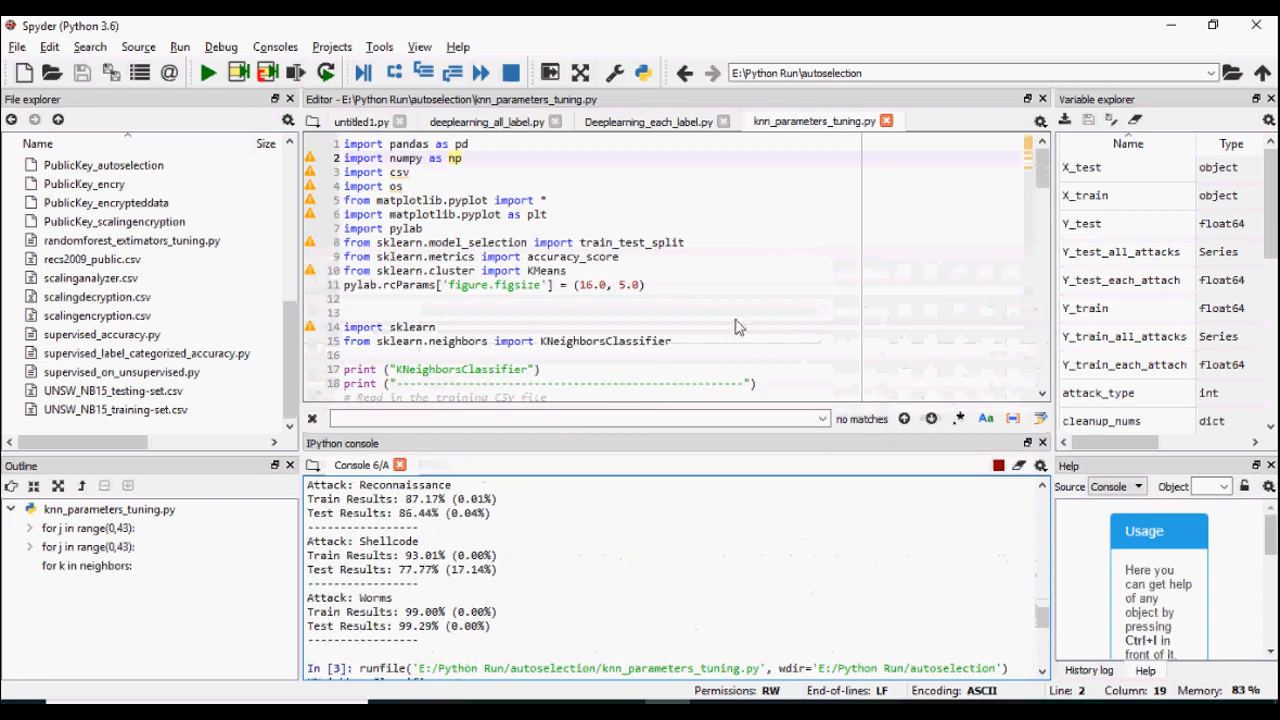 Spyder (Python 3.6)
File Edit Search Source Run Debug Consoles Projects Tools View Help
E:\Python Run\autoselection
File explorer
Name Size
PublicKey_autoselection
PublicKey_encry
PublicKey_encrypteddata
PublicKey_scalingencryption
randomforest_extimators_tuning.py
recs2009_public.csv
scalinganalyzer.csv
scalingdecryption.csv
scalingencryption.csv
supervised_accuracy.py
supervised_label_categorized_accuracy.py
supervised_on_unsupervised.py
UNSW_NB15_testing-set.csv
UNSW_NB15_training-set.csv
Outline
knn_parameters_tuning.py
for j in range(0,43):
for j in range(0,43):
for k in neighbors:
Editor - E:\Python Run\autoselection\knn_parameters_tuning.py
untitled1.py deeplearning_all_label.py Deeplearning_each_label.py knn_parameters_tuning.py
1 import pandas as pd
2 import numpy as np
3 import csv
4 import os
5 from matplotlib.pyplot import *
6 import matplotlib.pyplot as plt
7 import pylab
8 from sklearn.model_selection import train_test_split
9 from sklearn.metrics import accuracy_score
10 from sklearn.cluster import KMeans
11 pylab.rcParams['figure.figsize'] = (16.0, 5.0)
12
13
14 import sklearn
15 from sklearn.neighbors import KNeighborsClassifier
16
17 print ("KNeighborsClassifier")
18 print ("-----------------------------------------------------")
# Read in the training CSV file
no matches Aa
IPython console
Console 6/A
Attack: Reconnaissance
Train Results: 87.17% (0.01%)
Test Results: 86.44% (0.04%)
-----------------
Attack: Shellcode
Train Results: 93.01% (0.00%)
Test Results: 77.77% (17.14%)
-----------------
Attack: Worms
Train Results: 99.00% (0.00%)
Test Results: 99.29% (0.00%)
-----------------
In [3]: runfile('E:/Python Run/autoselection/knn_parameters_tuning.py', wdir='E:/Python Run/autoselection')
Variable explorer
Name Type
X_test object
X_train object
Y_test float64
Y_test_all_attacks Series
Y_test_each_attack float64
Y_train float64
Y_train_all_attacks Series
Y_train_each_attack float64
attack_type int
cleanup_nums dict
Help
Source Console Object
Usage
Here you
can get help
of any
object by
pressing
Ctrl+I in
front of it.
History log Help
Permissions: RW End-of-lines: LF Encoding: ASCII Line: 2 Column: 19 Memory: 83 %